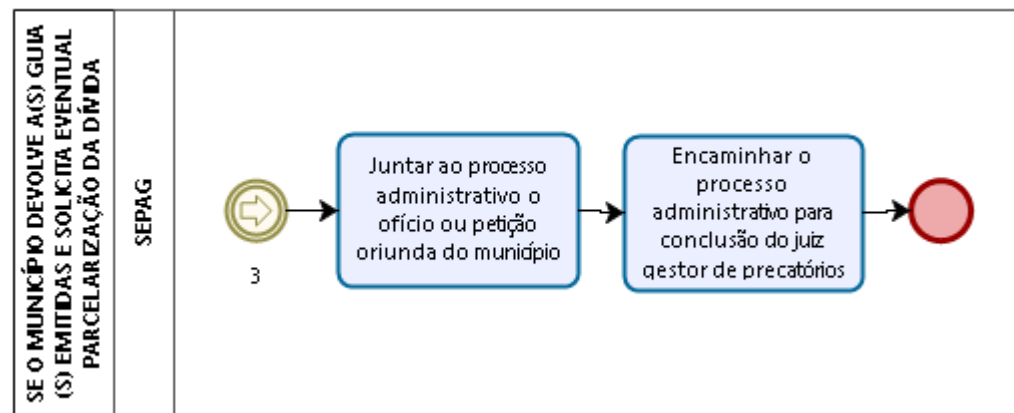 SE O MUNICÍPIO DEVOLVE A(S) GUIA
(S) EMITIDAS E SOLICITA EVENTUAL
PARCELARIZAÇÃO DA DÍVIDA
SEPAG
3
Juntar ao processo
administrativo o
ofício ou petição
oriunda do município
Encaminhar o
processo
administrativo para
conclusão do juiz
gestor de precatórios